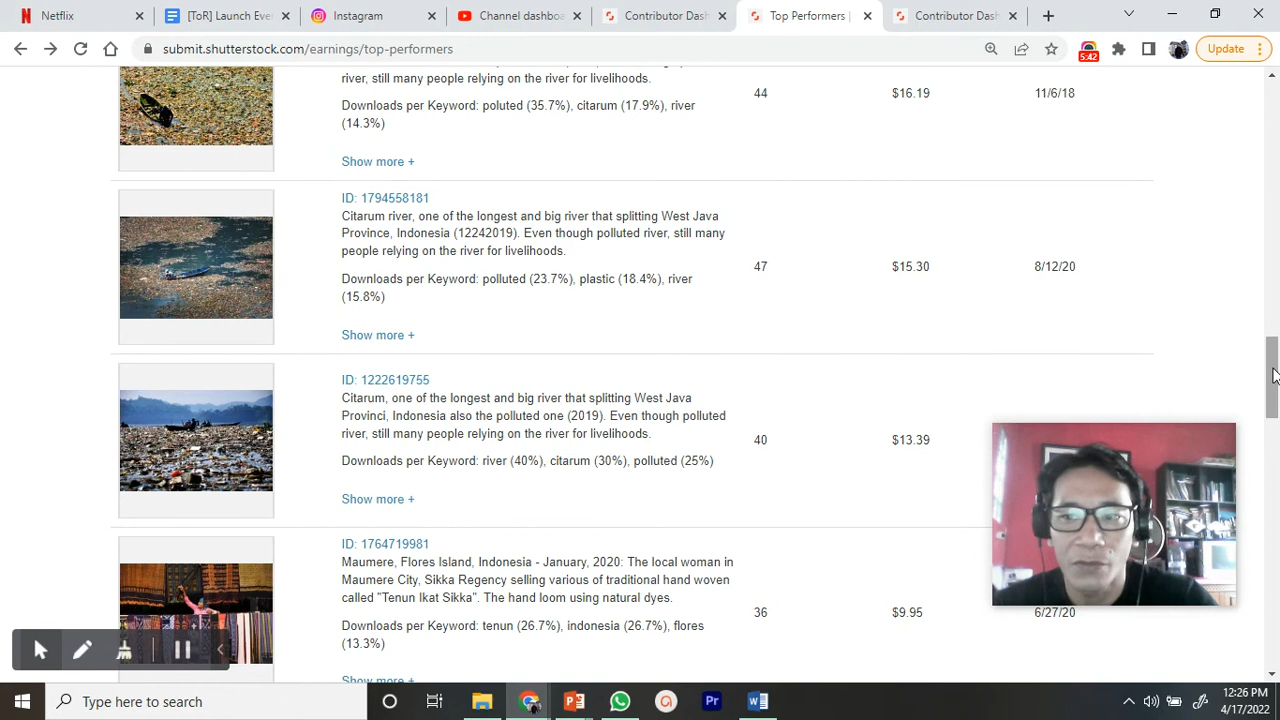 Netflix
[ToR] Launch Eve
Instagram
Channel dashbo
Contributor Das
Top Performers |
Contributor Dash
submit.shutterstock.com/earnings/top-performers
5:42
Update
river, still many people relying on the river for livelihoods.
Downloads per Keyword: poluted (35.7%), citarum (17.9%), river
(14.3%)
44
$16.19
11/6/18
Show more +
ID: 1794558181
Citarum river, one of the longest and big river that splitting West Java
Province, Indonesia (12242019). Even though polluted river, still many
people relying on the river for livelihoods.
Downloads per Keyword: polluted (23.7%), plastic (18.4%), river
(15.8%)
47
$15.30
8/12/20
Show more +
ID: 1222619755
Citarum, one of the longest and big river that splitting West Java
Provinci, Indonesia also the polluted one (2019). Even though polluted
river, still many people relying on the river for livelihoods.
Downloads per Keyword: river (40%), citarum (30%), polluted (25%)
40
$13.39
Show more +
ID: 1764719981
Maumere, Flores Island, Indonesia - January, 2020: The local woman in
Maumere City, Sikka Regency selling various of traditional hand woven
called "Tenun Ikat Sikka". The hand loom using natural dyes.
Downloads per Keyword: tenun (26.7%), indonesia (26.7%), flores
(13.3%)
36
$9.95
6/27/20
Show more +
Type here to search
12:26 PM
4/17/2022